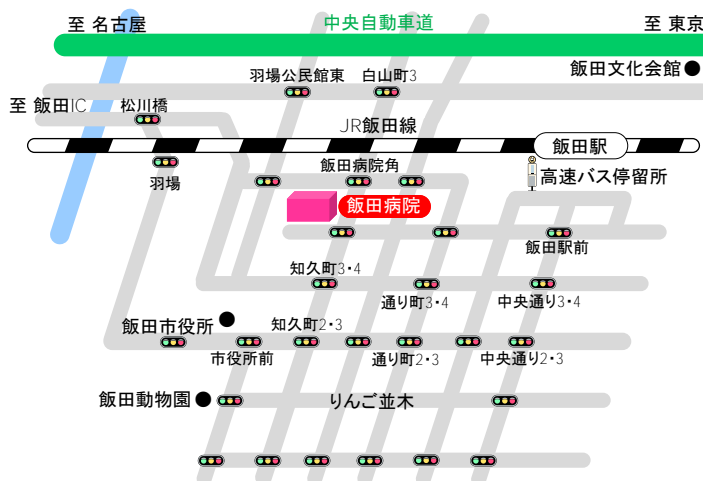 至 名古屋
中央自動車道
至 東京
飯田文化会館
羽場公民館東
白山町3
至 飯田IC
松川橋
JR飯田線
飯田駅
羽場
飯田病院角
高速バス停留所
飯田病院
飯田駅前
知久町3・4
通り町3・4
中央通り3・4
飯田市役所
知久町2・3
市役所前
通り町2・3
中央通り2・3
飯田動物園
りんご並木